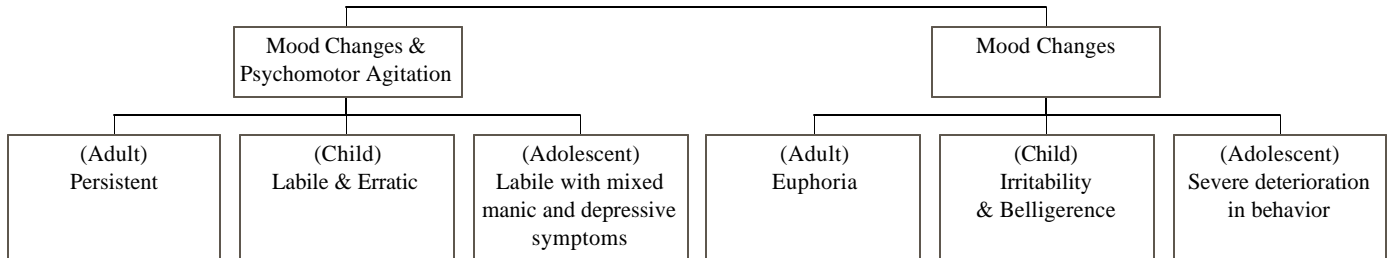 Mood Changes &
Psychomotor Agitation
Mood Changes
(Adult)
Persistent
(Child)
Labile & Erratic
(Adolescent)
Labile with mixed
manic and depressive
symptoms
(Adult)
Euphoria
(Child)
Irritability
& Belligerence
(Adolescent)
Severe deterioration
in behavior